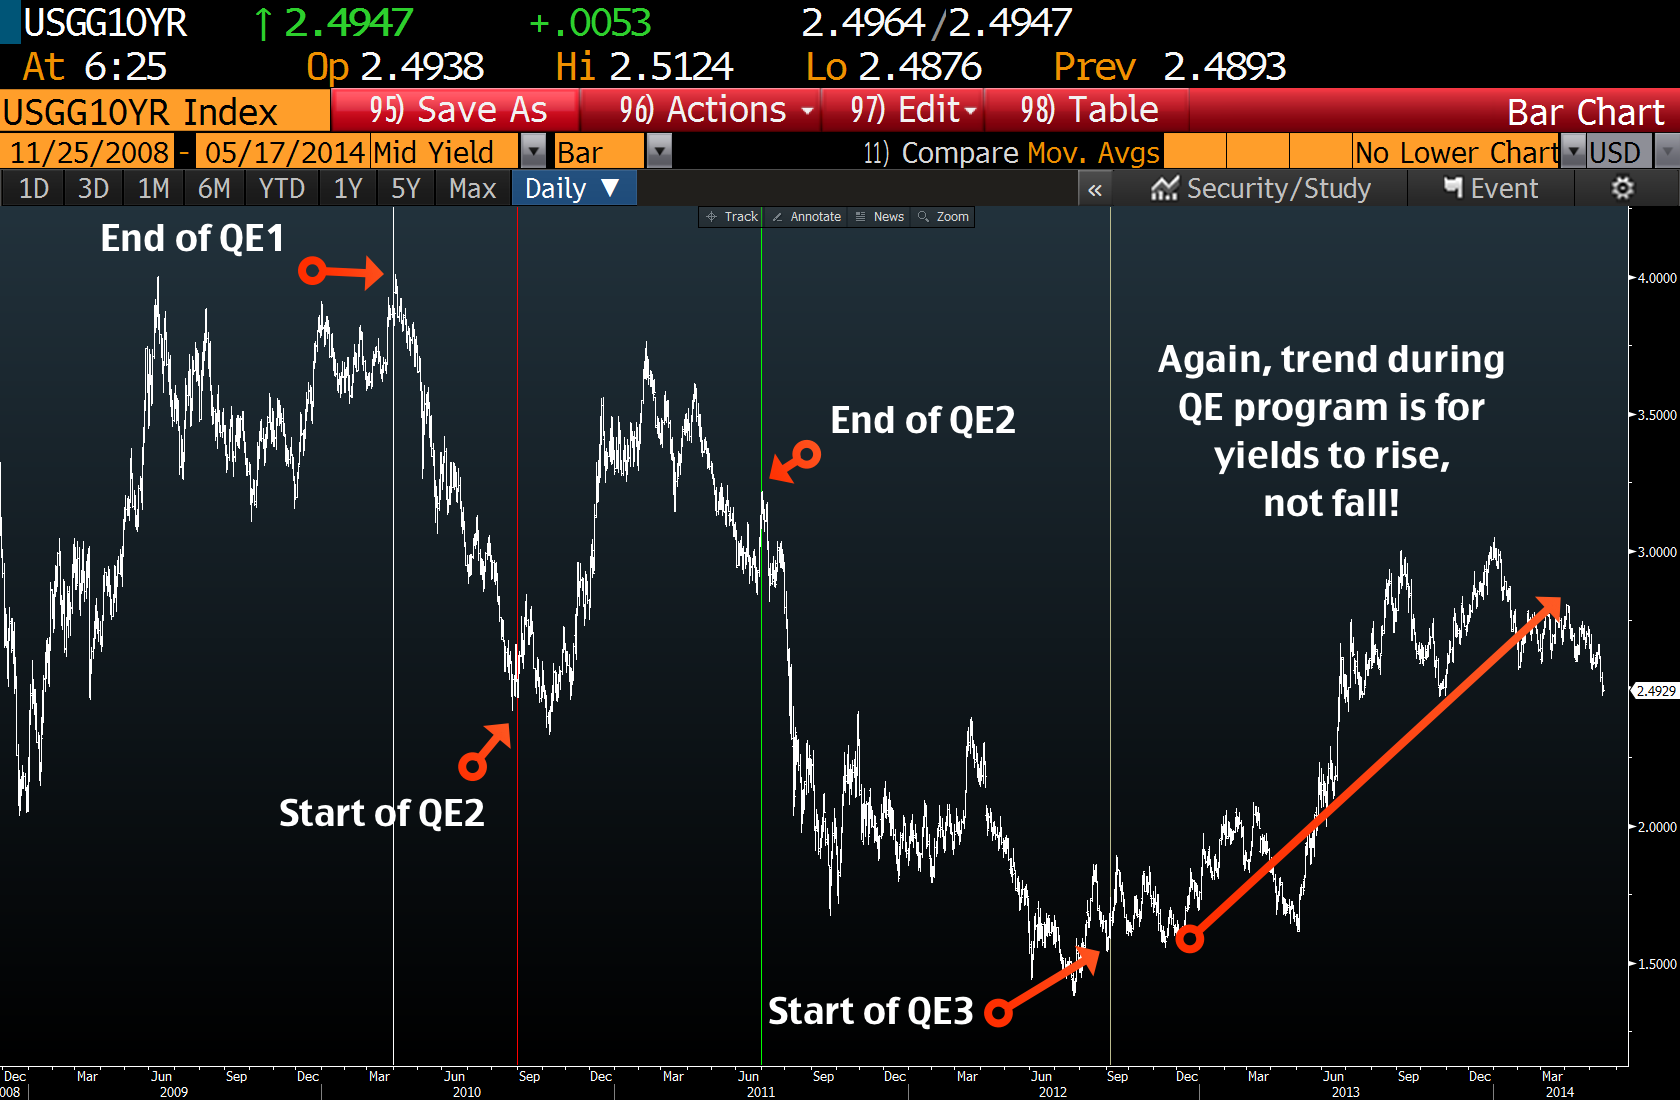 USGG10YR ↑ 2.4947 +.0053 2.4964/2.4947
At 6:25 Op 2.4938 Hi 2.5124 Lo 2.4876 Prev 2.4893
USGG10YR Index 95) Save As 96) Actions 97) Edit 98) Table Bar Chart
11/25/2008 - 05/17/2014 Mid Yield Bar 11) Compare Mov. Avgs No Lower Chart USD
1D 3D 1M 6M YTD 1Y 5Y Max Daily ▼ « Security/Study Event
Track Annotate News Zoom
End of QE1
4.0000
Again, trend during
QE program is for
yields to rise,
not fall!
End of QE2
3.5000
3.0000
2.4929
Start of QE2
2.0000
1.5000
Start of QE3
Dec Mar Jun Sep Dec Mar Jun Sep Dec Mar Jun Sep Dec Mar Jun Sep Dec Mar Jun Sep Dec Mar
008 2009 2010 2011 2012 2013 2014